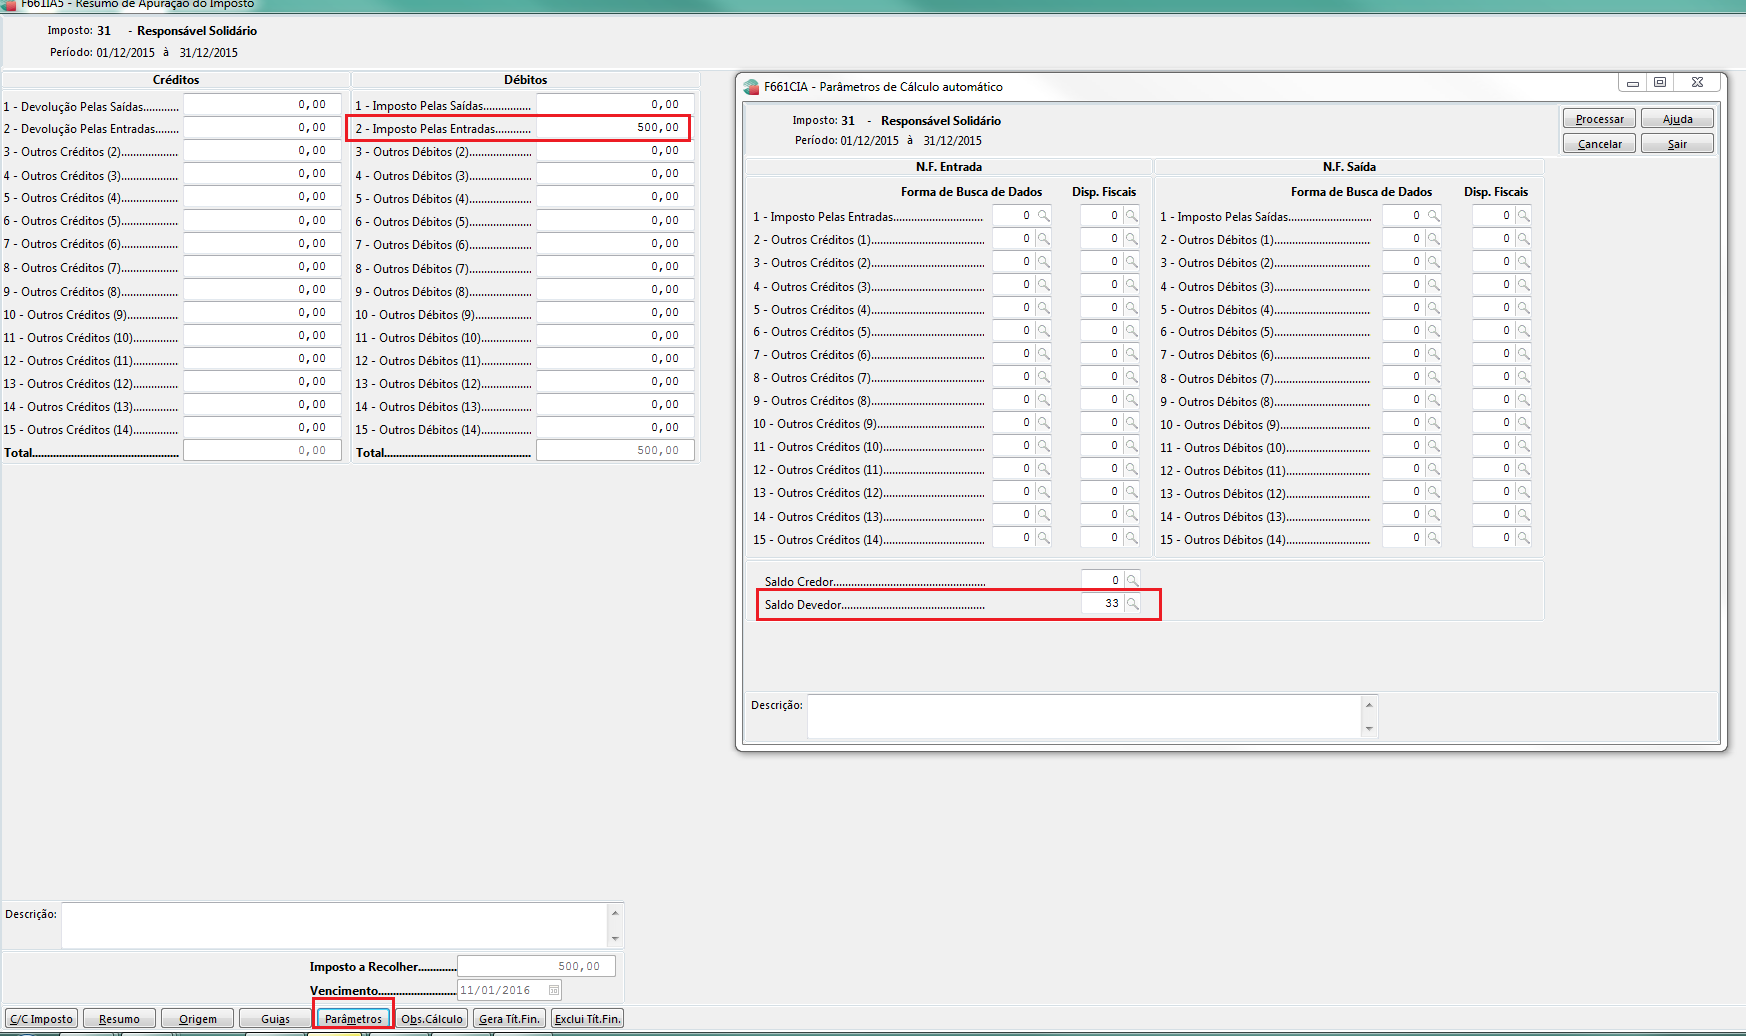 F661IA5 - Resumo de Apuração do Imposto
Imposto: 31 - Responsável Solidário
Período: 01/12/2015 à 31/12/2015
Créditos Débitos
1 - Devolução Pelas Saídas............ 0,00 1 - Imposto Pelas Saídas................ 0,00
2 - Devolução Pelas Entradas........ 0,00 2 - Imposto Pelas Entradas............ 500,00
3 - Outros Créditos (2)................... 0,00 3 - Outros Débitos (2)..................... 0,00
4 - Outros Créditos (3)................... 0,00 4 - Outros Débitos (3)..................... 0,00
5 - Outros Créditos (4)................... 0,00 5 - Outros Débitos (4)..................... 0,00
6 - Outros Créditos (5)................... 0,00 6 - Outros Débitos (5)..................... 0,00
7 - Outros Créditos (6)................... 0,00 7 - Outros Débitos (6)..................... 0,00
8 - Outros Créditos (7)................... 0,00 8 - Outros Débitos (7)..................... 0,00
9 - Outros Créditos (8)................... 0,00 9 - Outros Débitos (8)..................... 0,00
10 - Outros Créditos (9)................. 0,00 10 - Outros Débitos (9)................... 0,00
11 - Outros Créditos (10)............... 0,00 11 - Outros Débitos (10)................. 0,00
12 - Outros Créditos (11)............... 0,00 12 - Outros Débitos (11)................. 0,00
13 - Outros Créditos (12)............... 0,00 13 - Outros Débitos (12)................. 0,00
14 - Outros Créditos (13)............... 0,00 14 - Outros Débitos (13)................. 0,00
15 - Outros Créditos (14)............... 0,00 15 - Outros Débitos (14)................. 0,00
Total................................................. 0,00 Total................................................. 500,00
Descrição:
Imposto a Recolher............. 500,00
Vencimento.......................... 11/01/2016
C/C Imposto Resumo Origem Guias Parâmetros Obs.Cálculo Gera Tít.Fin. Exclui Tít.Fin.
F661CIA - Parâmetros de Cálculo automático
Imposto: 31 - Responsável Solidário
Período: 01/12/2015 à 31/12/2015
Processar Ajuda
Cancelar Sair
N.F. Entrada N.F. Saída
Forma de Busca de Dados Disp. Fiscais Forma de Busca de Dados Disp. Fiscais
1 - Imposto Pelas Entradas.............................. 0 0 1 - Imposto Pelas Saídas............................ 0 0
2 - Outros Créditos (1)...................................... 0 0 2 - Outros Débitos (1)................................ 0 0
3 - Outros Créditos (2)...................................... 0 0 3 - Outros Débitos (2)................................ 0 0
4 - Outros Créditos (3)...................................... 0 0 4 - Outros Débitos (3)................................ 0 0
5 - Outros Créditos (4)...................................... 0 0 5 - Outros Débitos (4)................................ 0 0
6 - Outros Créditos (5)...................................... 0 0 6 - Outros Débitos (5)................................ 0 0
7 - Outros Créditos (6)...................................... 0 0 7 - Outros Débitos (6)................................ 0 0
8 - Outros Créditos (7)...................................... 0 0 8 - Outros Débitos (7)................................ 0 0
9 - Outros Créditos (8)...................................... 0 0 9 - Outros Débitos (8)................................ 0 0
10 - Outros Créditos (9).................................... 0 0 10 - Outros Débitos (9).............................. 0 0
11 - Outros Créditos (10).................................. 0 0 11 - Outros Débitos (10)............................ 0 0
12 - Outros Créditos (11).................................. 0 0 12 - Outros Débitos (11)............................ 0 0
13 - Outros Créditos (12).................................. 0 0 13 - Outros Débitos (12)............................ 0 0
14 - Outros Créditos (13).................................. 0 0 14 - Outros Débitos (13)............................ 0 0
15 - Outros Créditos (14).................................. 0 0 15 - Outros Débitos (14)............................ 0 0
Saldo Credor................................................... 0
Saldo Devedor................................................ 33
Descrição: